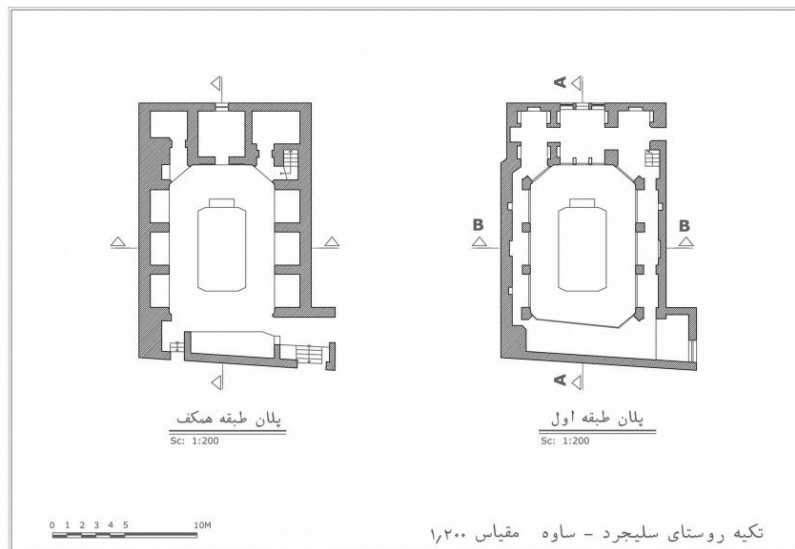 A
B B
A
پلان طبقه همکف
Sc: 1:200
پلان طبقه اول
Sc: 1:200
0 1 2 3 4 5 10M
تکیه روستای سلیجرد - ساوه مقیاس ۱٫۲۰۰